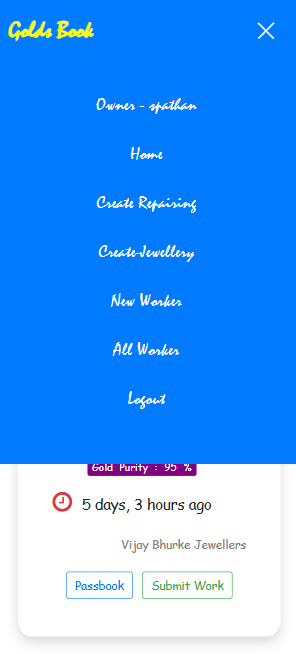 Golds Book
Owner - spathan
Home
Create Repairing
Create-Jewellery
New Worker
All Worker
Logout
Gold Purity : 95 %
5 days, 3 hours ago
Vijay Bhurke Jewellers
Passbook Submit Work